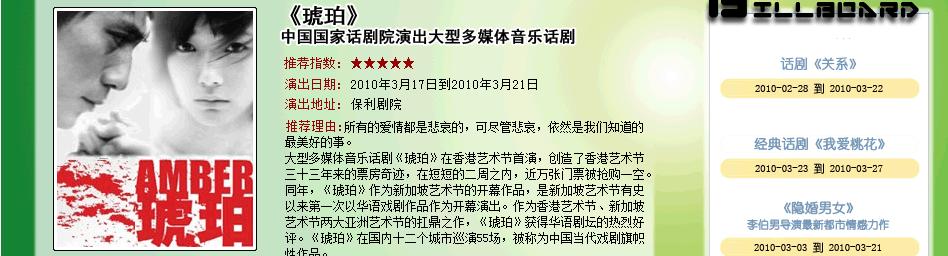 《琥珀》
中国国家话剧院演出大型多媒体音乐话剧
推荐指数：★★★★★
演出日期：2010年3月17日到2010年3月21日
演出地址：保利剧院
推荐理由:所有的爱情都是悲哀的，可尽管悲哀，依然是我们知道的
最美好的事。
大型多媒体音乐话剧《琥珀》在香港艺术节首演，创造了香港艺术节
三十三年来的票房奇迹，在短短的二周之内，近万张门票被抢购一空。
同年，《琥珀》作为新加坡艺术节的开幕作品，是新加坡艺术节有史
以来第一次以华语戏剧作品作为开幕演出。作为香港艺术节、新加坡
艺术节两大亚洲艺术节的扛鼎之作，《琥珀》获得华语剧坛的热烈好
评。《琥珀》在国内十二个城市巡演55场，被称为中国当代戏剧旗帜
性作品。
AMBER
琥珀
BILLBOARD
话剧《关系》
2010-02-28 到 2010-03-22
经典话剧《我爱桃花》
2010-03-23 到 2010-03-22
《隐婚男女》
李伯男导演最新都市情感力作
2010-03-03 到 2010-03-21